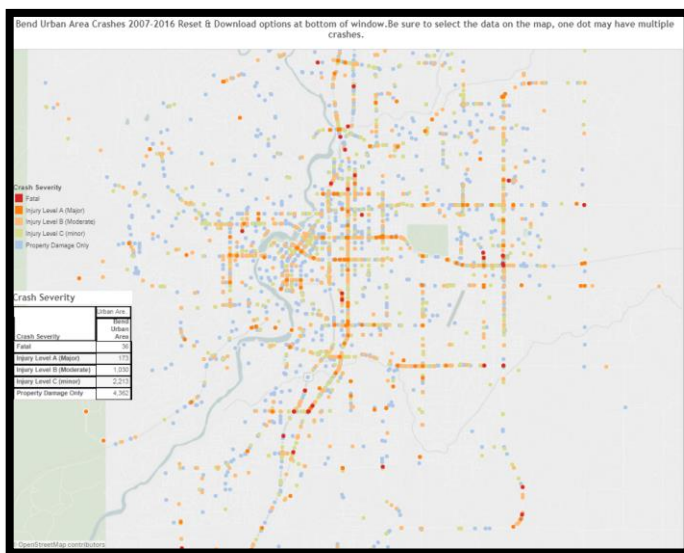 Bend Urban Area Crashes 2007-2016 Reset & Download options at bottom of window.Be sure to select the data on the map, one dot may have multiple
crashes.
Crash Severity
Fatal
Injury Level A (Major)
Injury Level B (Moderate)
Injury Level C (minor)
Property Damage Only
Crash Severity
Urban Are..
Crash Severity Bend
Urban
Area
Fatal
Injury Level A (Major) 173
Injury Level B (Moderate) 1,030
Injury Level C (minor) 2,213
Property Damage Only 4,362
© OpenStreetMap contributors